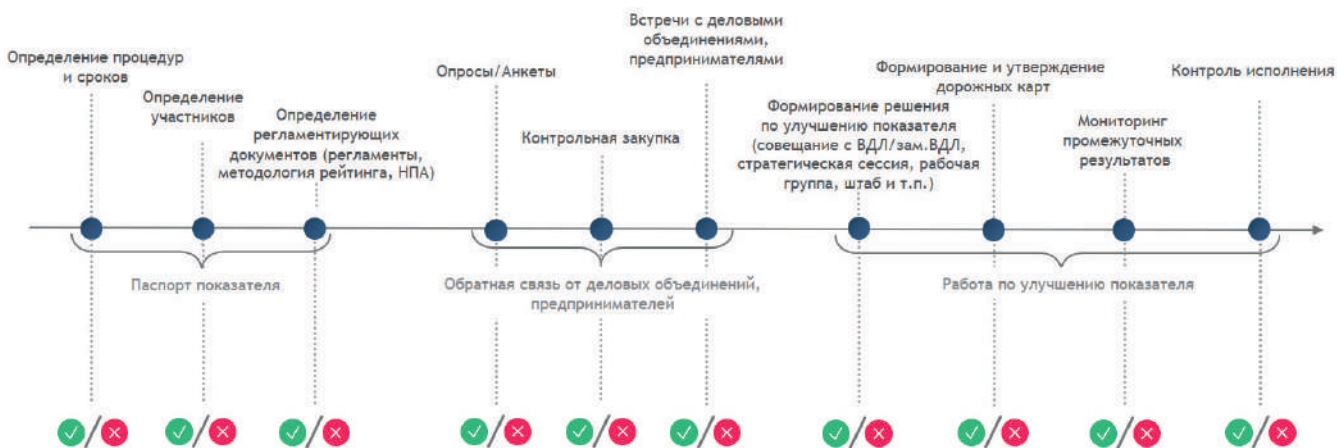 Определение процедур
и сроков
Определение
участников
Определение
регламентирующих
документов (регламенты,
методология рейтинга, НПА)
Опросы/Анкеты
Контрольная закупка
Встречи с деловыми
объединениями,
предпринимателями
Формирование решения
по улучшению показателя
(совещание с ВДЛ/зам.ВДЛ,
стратегическая сессия, рабочая
группа, штаб и т.п.)
Формирование и утверждение
дорожных карт
Мониторинг
промежуточных
результатов
Контроль исполнения
Паспорт показателя
Обратная связь от деловых объединений,
предпринимателей
Работа по улучшению показателя